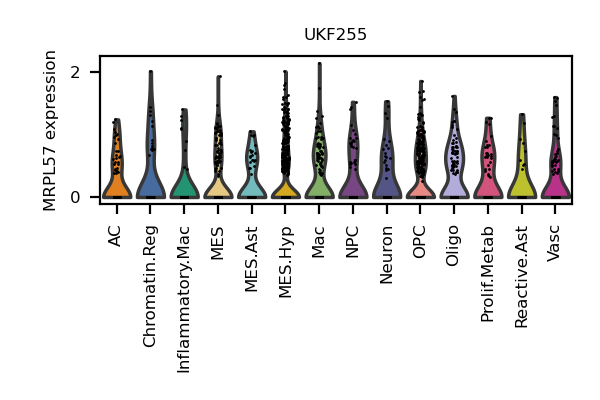 UKF255
MRPL57 expression
2
0
AC
Chromatin.Reg
Inflammatory.Mac
MES
MES.Ast
MES.Hyp
Mac
NPC
Neuron
OPC
Oligo
Prolif.Metab
Reactive.Ast
Vasc